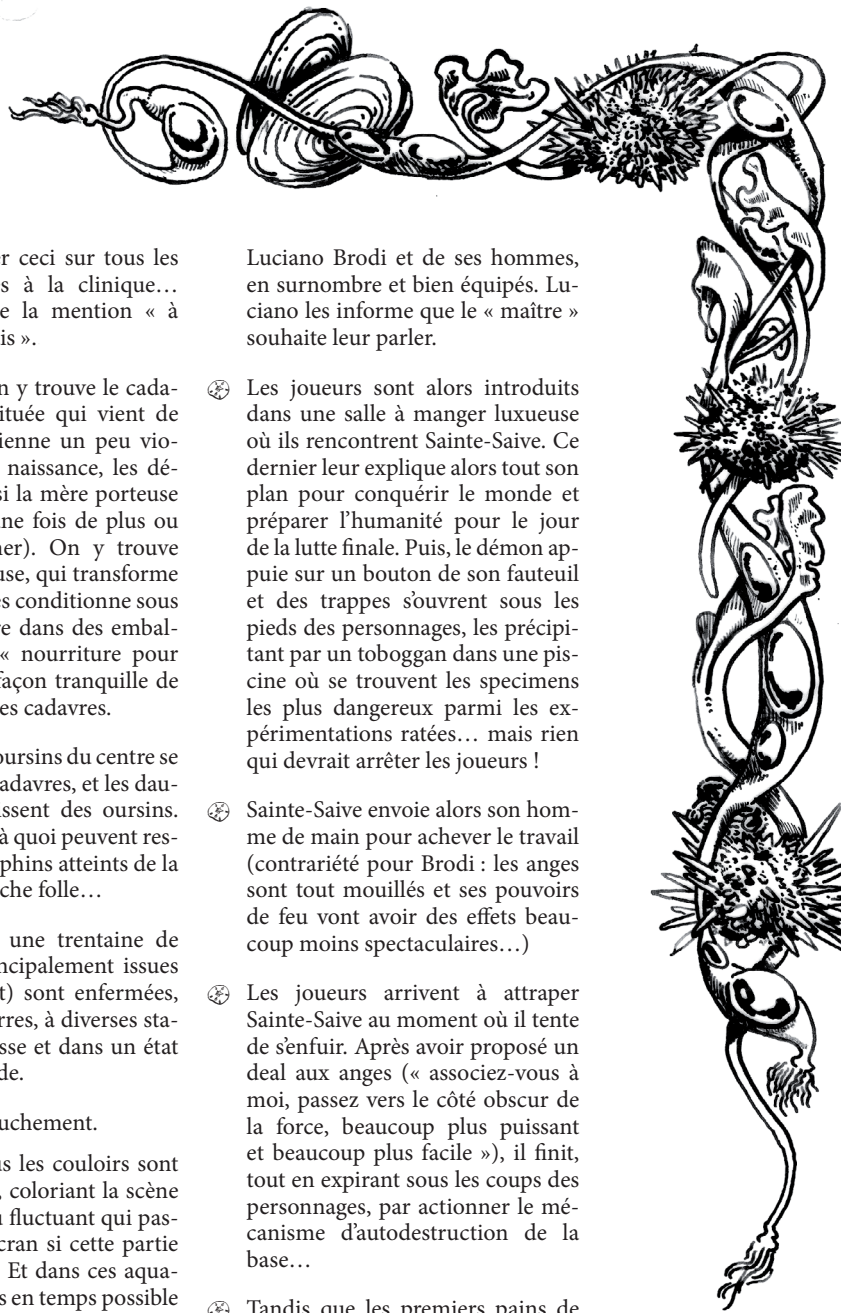 er ceci sur tous les
s à la clinique…
e la mention « à
is ».
n y trouve le cada-
ituée qui vient de
ienne un peu vio-
naissance, les dé-
si la mère porteuse
ne fois de plus ou
er). On y trouve
use, qui transforme
es conditionne sous
re dans des embal-
« nourriture pour
façon tranquille de
es cadavres.
oursins du centre se
adavres, et les dau-
issent des oursins.
à quoi peuvent res-
phins atteints de la
che folle…
une trentaine de
ncipalement issues
t) sont enfermées,
rres, à diverses sta-
sse et dans un état
de.
uchement.
us les couloirs sont
, coloriant la scène
u fluctuant qui pas-
cran si cette partie
Et dans ces aqua-
s en temps possible
Luciano Brodi et de ses hommes,
en surnombre et bien équipés. Lu-
ciano les informe que le « maître »
souhaite leur parler.
Les joueurs sont alors introduits
dans une salle à manger luxueuse
où ils rencontrent Sainte-Saive. Ce
dernier leur explique alors tout son
plan pour conquérir le monde et
préparer l’humanité pour le jour
de la lutte finale. Puis, le démon ap-
puie sur un bouton de son fauteuil
et des trappes s’ouvrent sous les
pieds des personnages, les précipi-
tant par un toboggan dans une pis-
cine où se trouvent les specimens
les plus dangereux parmi les ex-
périmentations ratées… mais rien
qui devrait arrêter les joueurs !
Sainte-Saive envoie alors son hom-
me de main pour achever le travail
(contrariété pour Brodi : les anges
sont tout mouillés et ses pouvoirs
de feu vont avoir des effets beau-
coup moins spectaculaires…)
Les joueurs arrivent à attraper
Sainte-Saive au moment où il tente
de s’enfuir. Après avoir proposé un
deal aux anges (« associez-vous à
moi, passez vers le côté obscur de
la force, beaucoup plus puissant
et beaucoup plus facile »), il finit,
tout en expirant sous les coups des
personnages, par actionner le mé-
canisme d’autodestruction de la
base…
Tandis que les premiers pains de